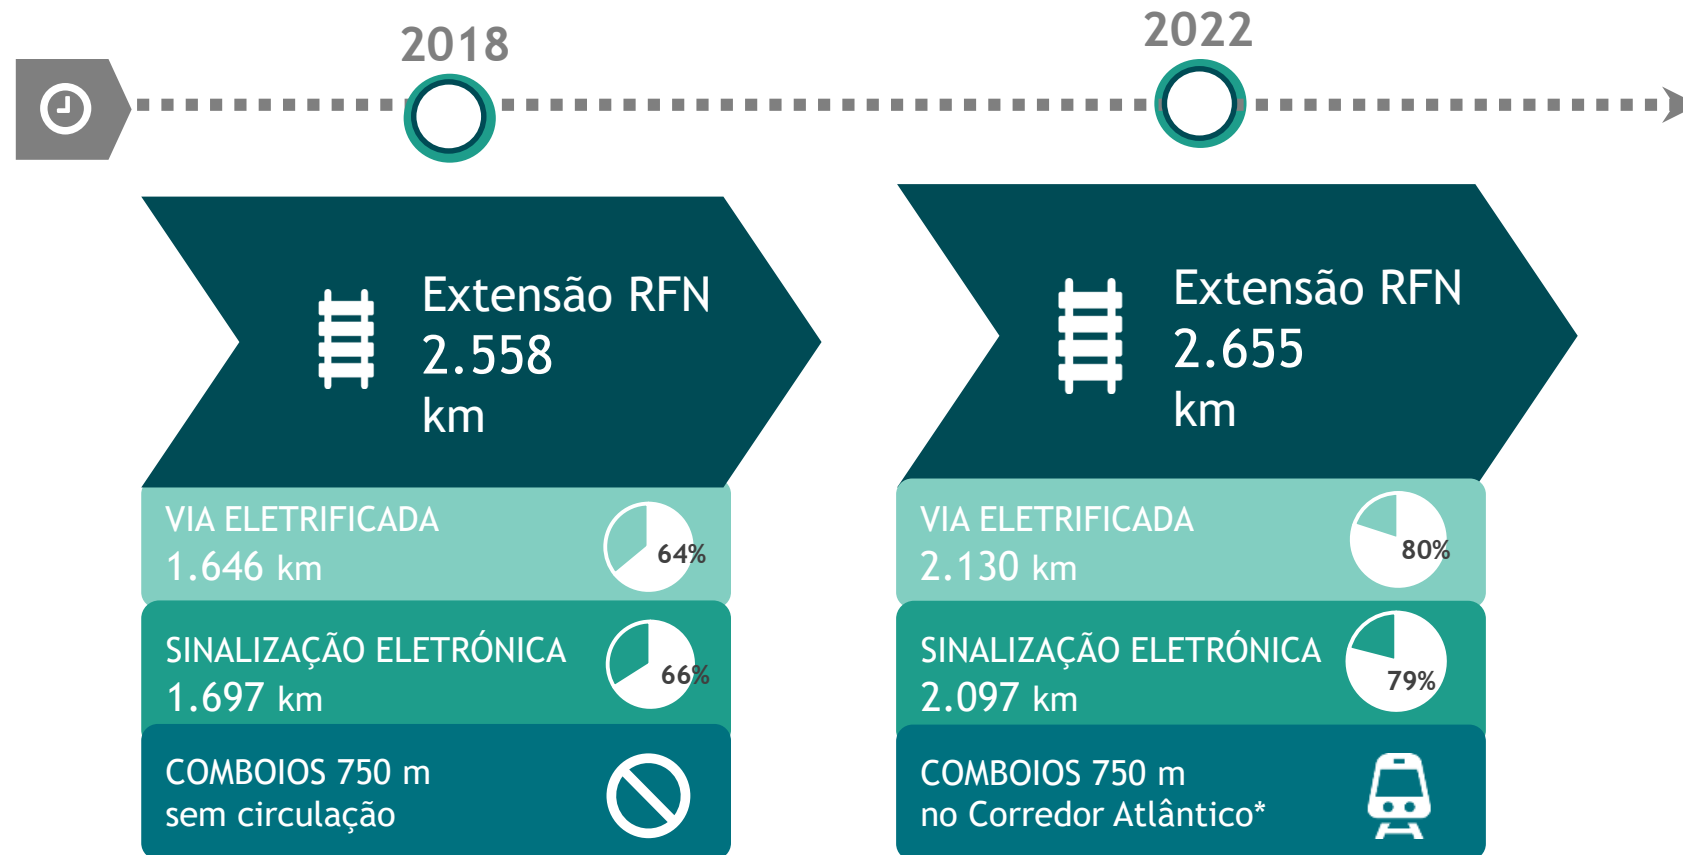 2018
2022
Extensão RFN
2.558
km
VIA ELETRIFICADA
1.646 km
64%
SINALIZAÇÃO ELETRÓNICA
1.697 km
66%
COMBOIOS 750 m
sem circulação
Extensão RFN
2.655
km
VIA ELETRIFICADA
2.130 km
80%
SINALIZAÇÃO ELETRÓNICA
2.097 km
79%
COMBOIOS 750 m
no Corredor Atlântico*